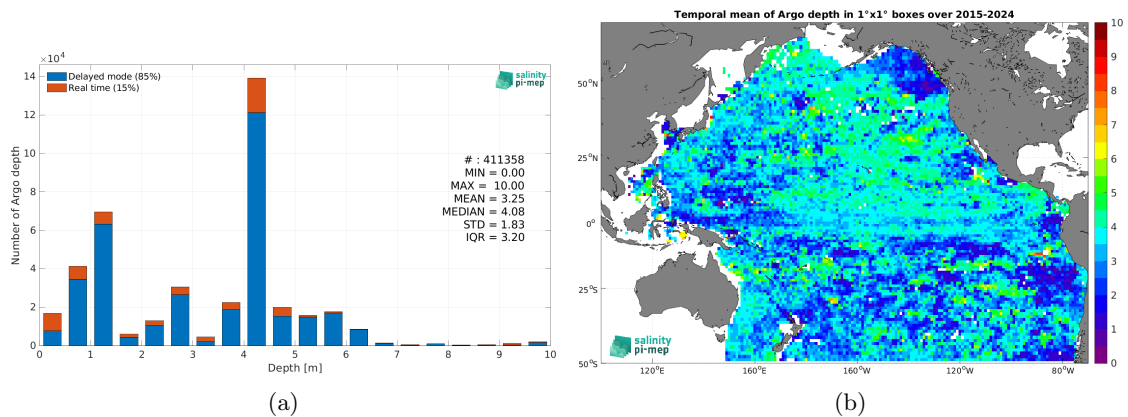 ×10⁴
14
12
10
8
6
4
2
0
Number of Argo depth
Delayed mode (85%)
Real time (15%)
salinity
pi-mep
# : 411358
MIN = 0.00
MAX = 10.00
MEAN = 3.25
MEDIAN = 4.08
STD = 1.83
IQR = 3.20
0 1 2 3 4 5 6 7 8 9 10
Depth [m]
(a)
Temporal mean of Argo depth in 1°x1° boxes over 2015-2024
50°N
25°N
0°
25°S
50°S
120°E
160°E
160°W
120°W
80°W
salinity
pi-mep
10
9
8
7
6
5
4
3
2
1
0
(b)